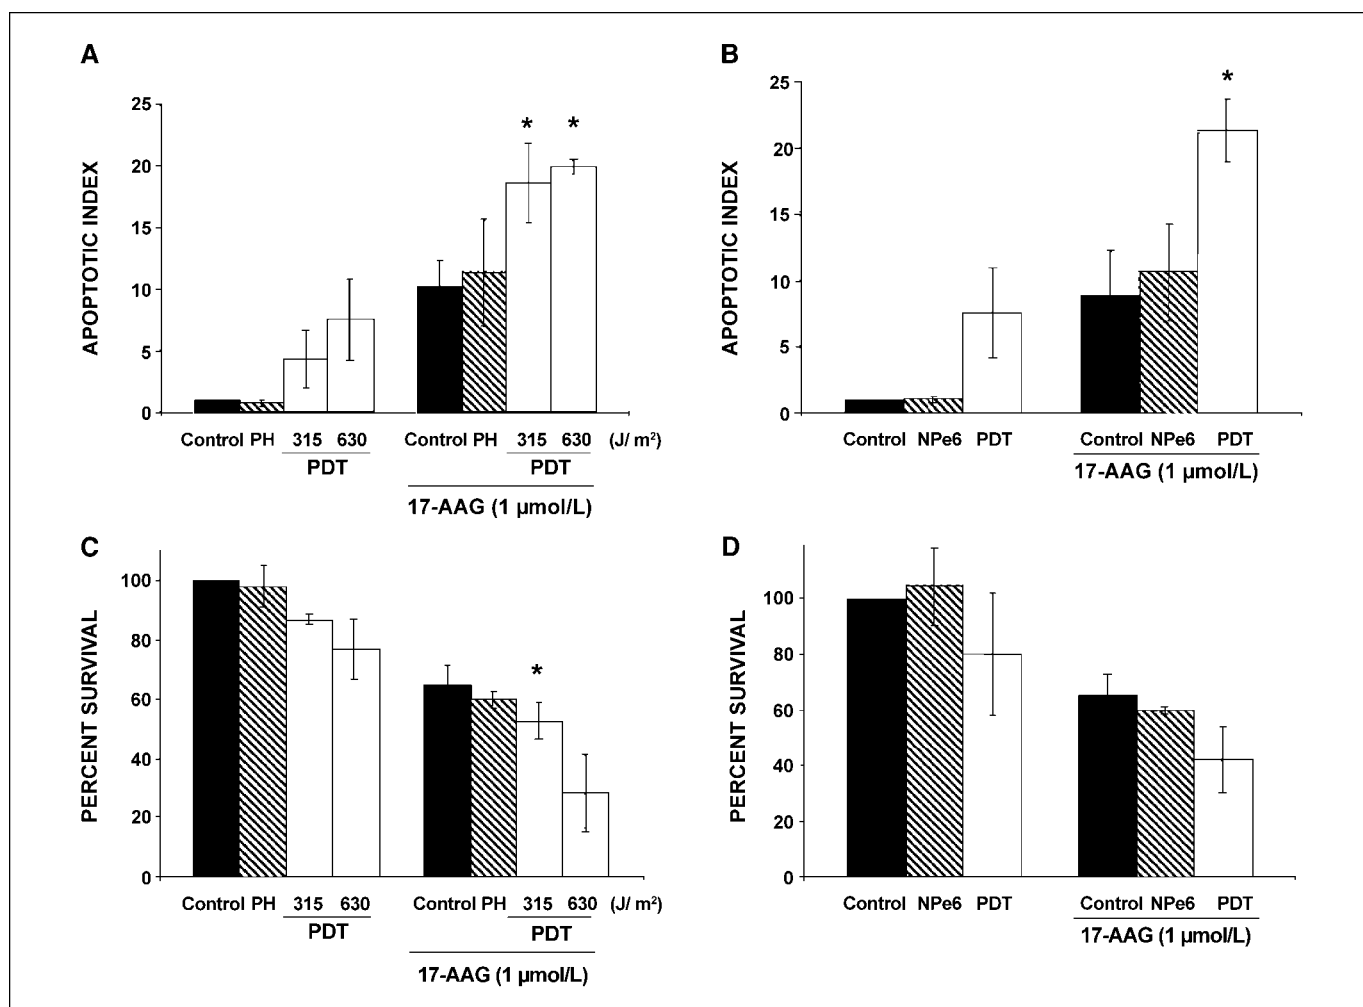 A
25
20
15
10
5
0
APOPTOTIC INDEX
* *
Control PH 315 630 (J/ m²) Control PH 315 630 (J/ m²)
PDT PDT
17-AAG (1 µmol/L)
B
25
20
15
10
5
0
APOPTOTIC INDEX
*
Control NPe6 PDT Control NPe6 PDT
17-AAG (1 µmol/L)
C
100
80
60
40
20
0
PERCENT SURVIVAL
*
Control PH 315 630 Control PH 315 630 (J/ m²)
PDT PDT
17-AAG (1 µmol/L)
D
100
80
60
40
20
0
PERCENT SURVIVAL
Control NPe6 PDT Control NPe6 PDT
17-AAG (1 µmol/L)